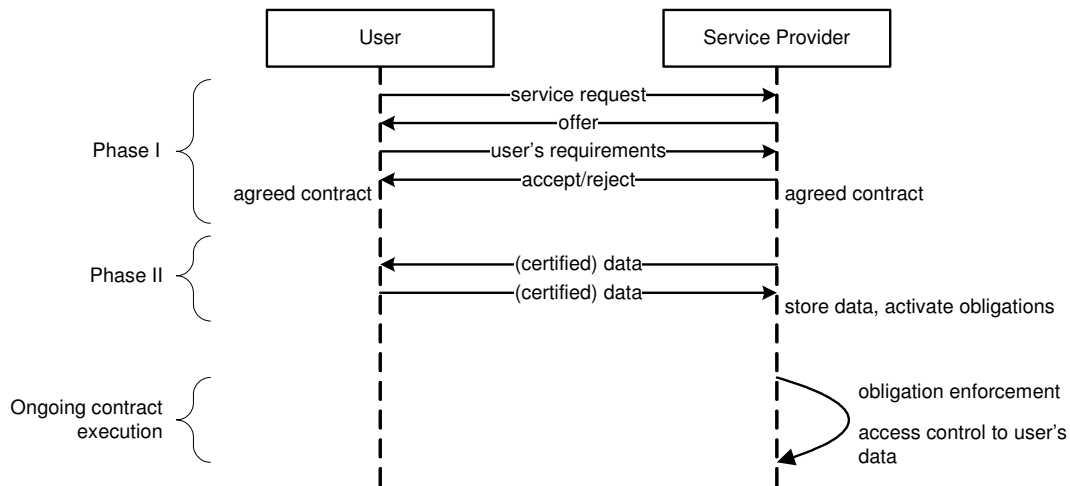 User
Service Provider
service request
offer
Phase I
user's requirements
accept/reject
agreed contract
agreed contract
Phase II
(certified) data
(certified) data
store data, activate obligations
Ongoing contract
execution
obligation enforcement
access control to user's
data